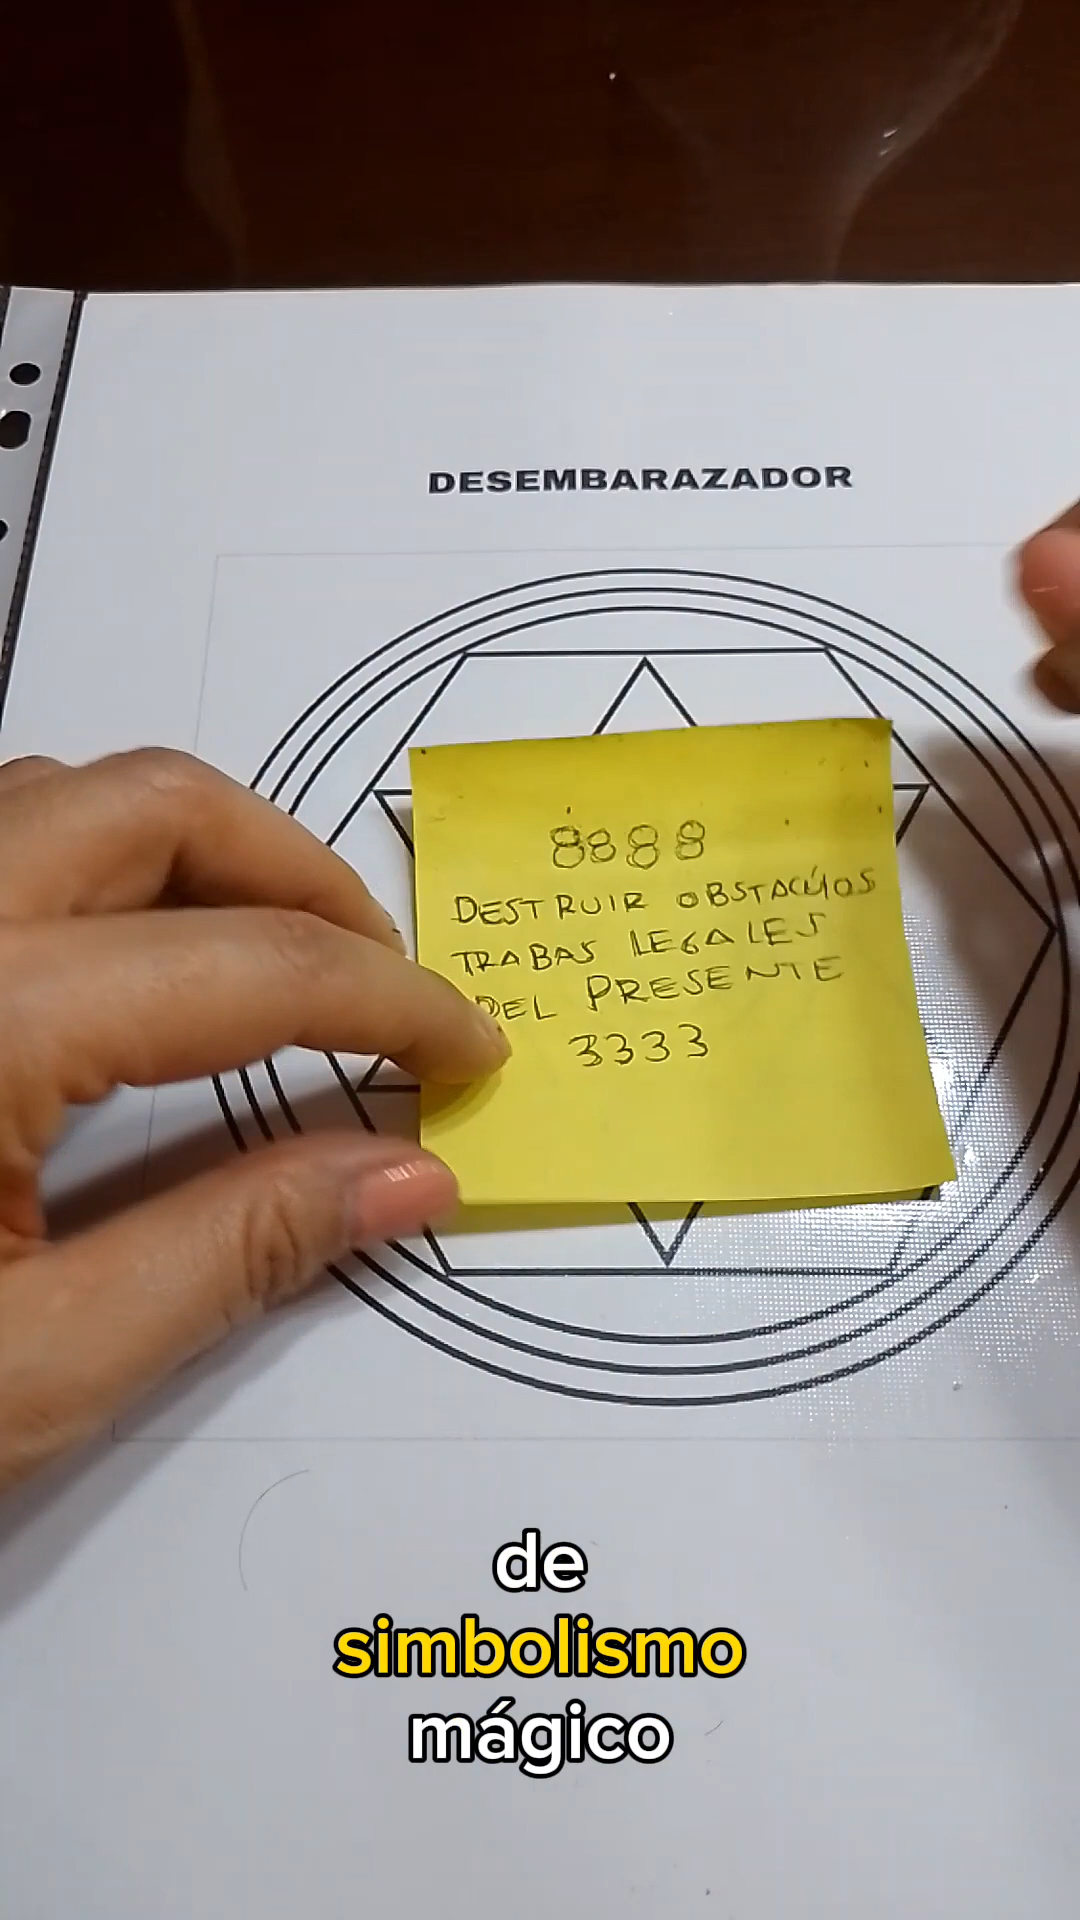 DESEMBARAZADOR
8888
DESTRUIR OBSTACULOS
TRABAS LEGALES
DEL PRESENTE
3333
de
simbolismo
mágico